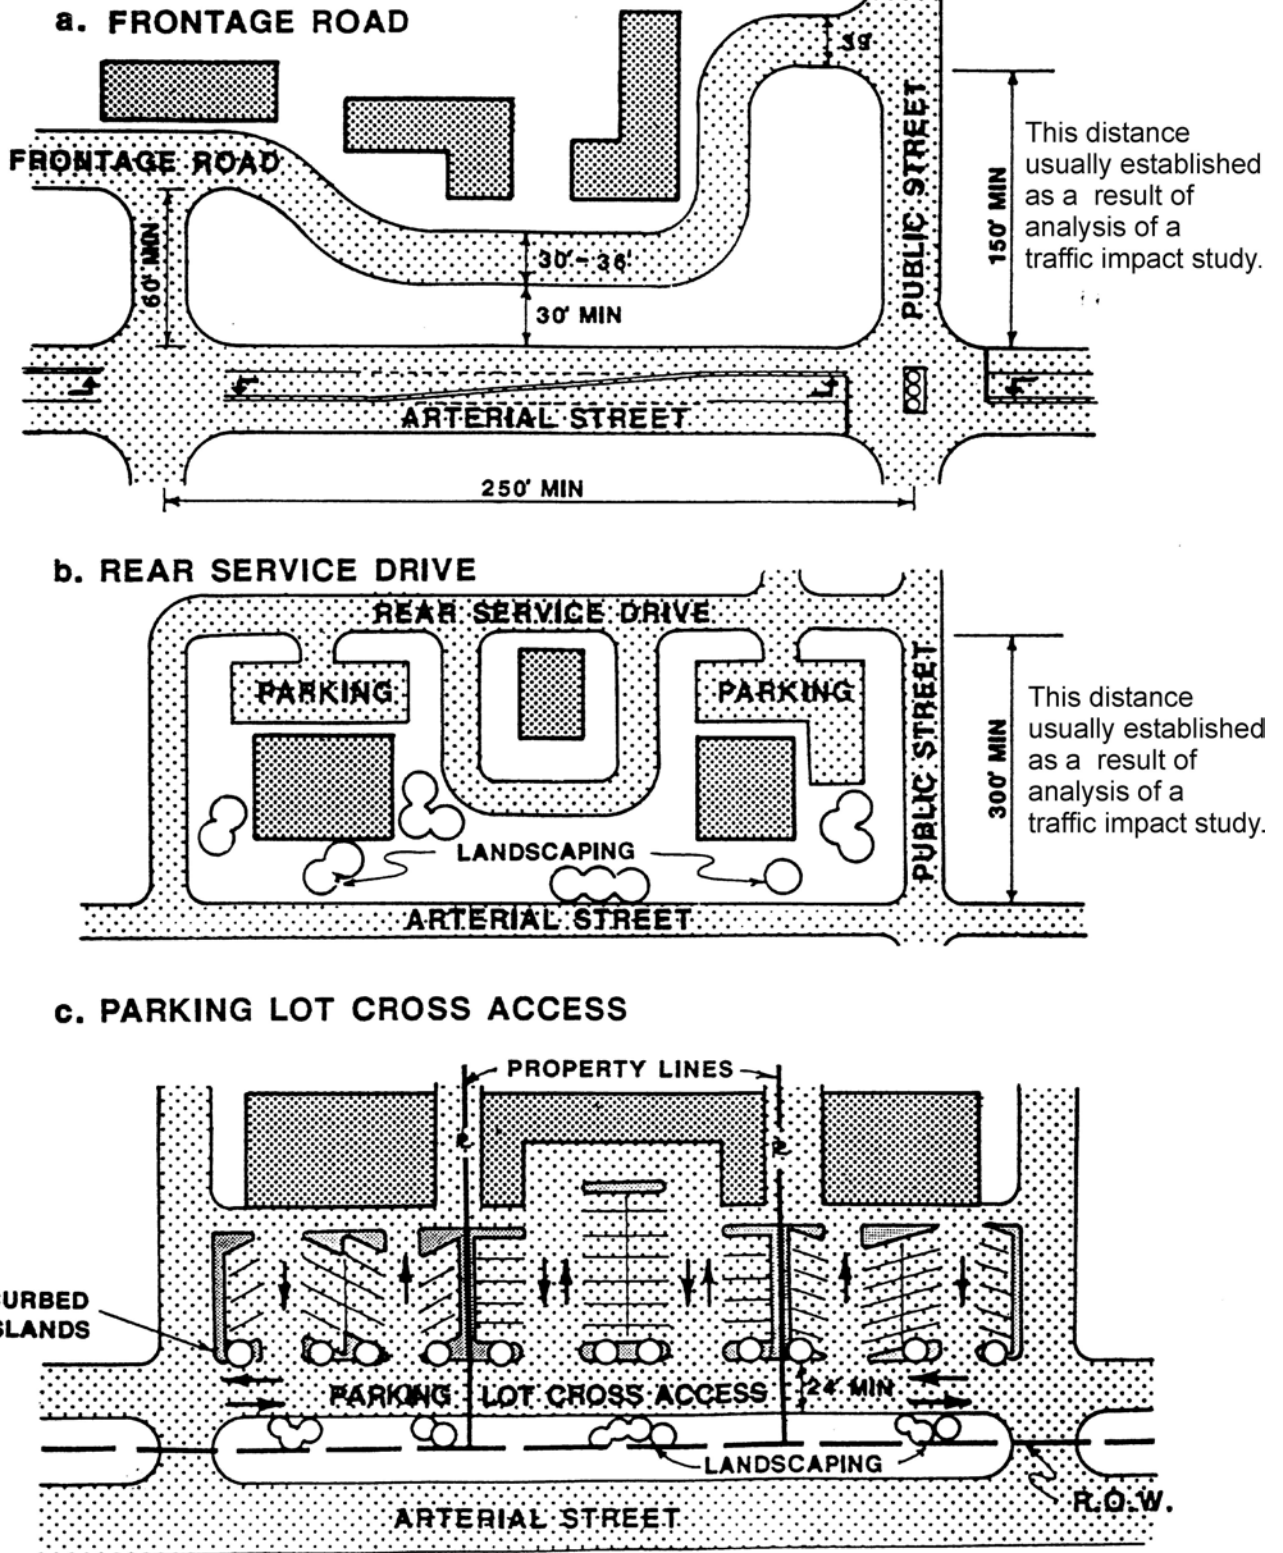 a. FRONTAGE ROAD
39'
FRONTAGE ROAD
PUBLIC STREET
150' MIN
This distance
usually established
as a result of
analysis of a
traffic impact study.
60' MIN
30'-36'
30' MIN
ARTERIAL STREET
250' MIN
b. REAR SERVICE DRIVE
REAR SERVICE DRIVE
PARKING
PARKING
PUBLIC STREET
300' MIN
This distance
usually established
as a result of
analysis of a
traffic impact study.
LANDSCAPING
ARTERIAL STREET
c. PARKING LOT CROSS ACCESS
PROPERTY LINES
URBED
SLANDS
PARKING LOT CROSS ACCESS
24' MIN
LANDSCAPING
R.O.W.
ARTERIAL STREET